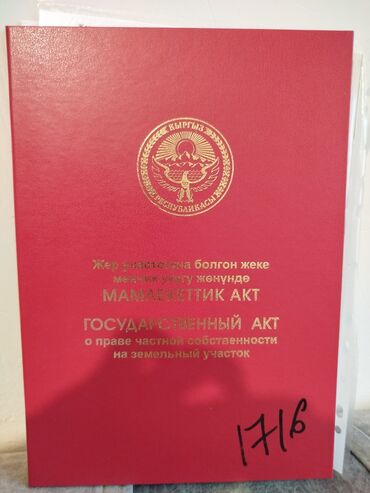 КЫРГЫЗ
РЕСПУБЛИКАСЫ
Жер участогуна болгон жеке
менчик укугу жөнүндө
МАМЛЕКЕТТИК АКТ
ГОСУДАРСТВЕННЫЙ АКТ
о праве частной собственности
на земельный участок
1716